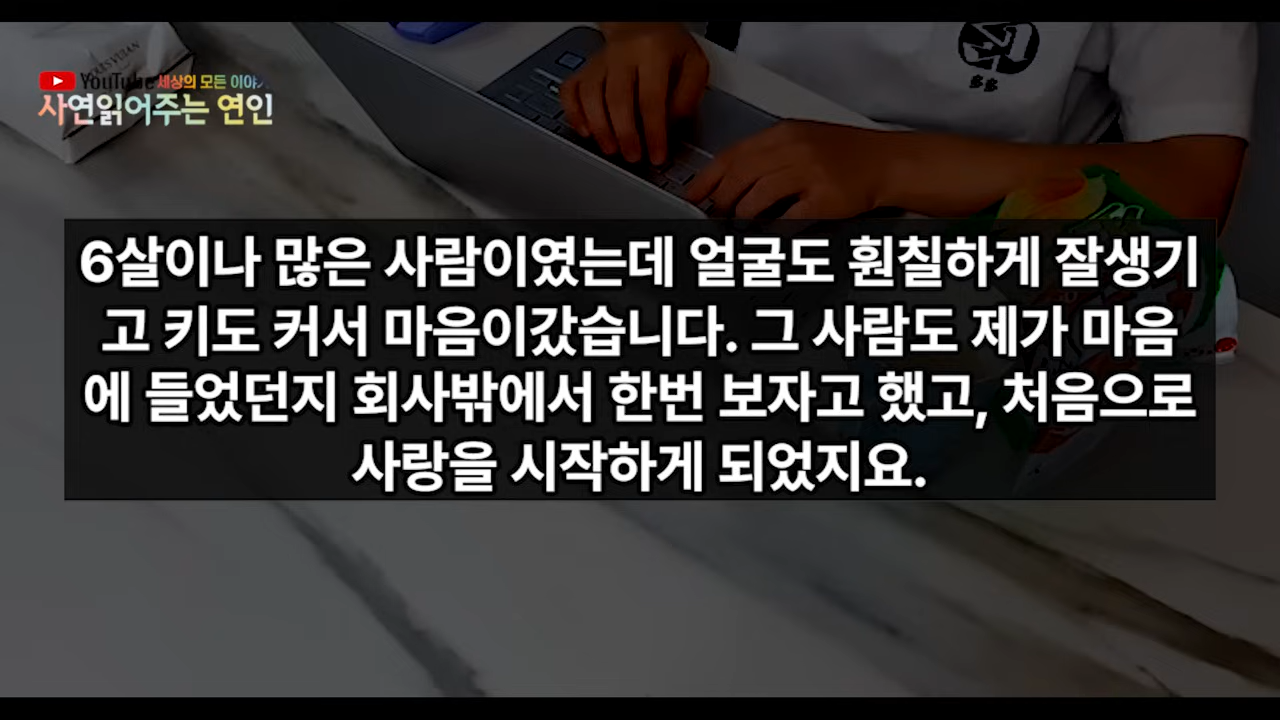 YouTube 세상의 모든 이야기
사연읽어주는 연인
6살이나 많은 사람이였는데 얼굴도 훤칠하게 잘생기
고 키도 커서 마음이갔습니다. 그 사람도 제가 마음
에 들었던지 회사밖에서 한번 보자고 했고, 처음으로
사랑을 시작하게 되었지요.
多多